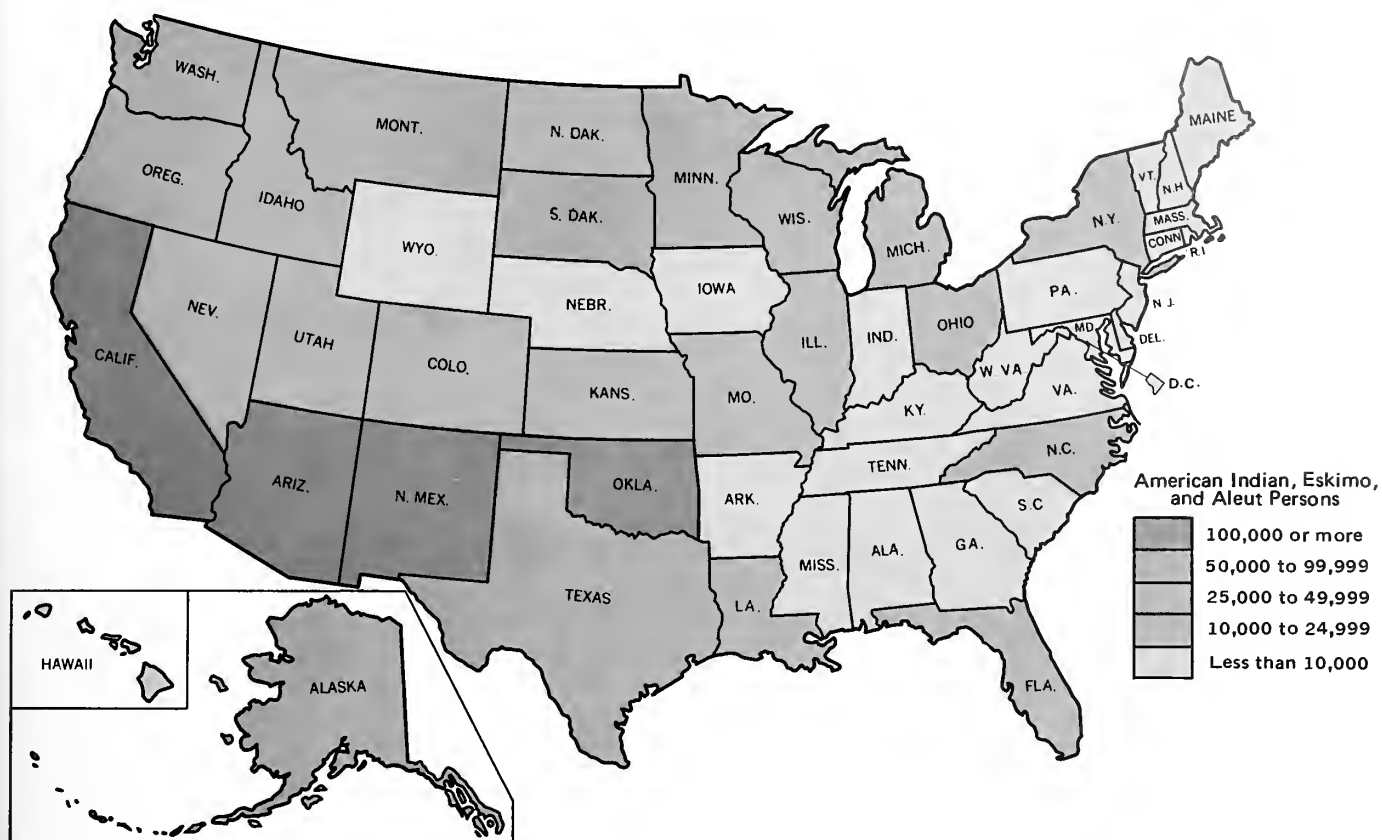 WASH.
MONT.
N. DAK.
MINN.
OREG.
IDAHO
WYO.
S. DAK.
WIS.
MICH.
N.Y.
VT.
N.H
MAINE
MASS.
CONN
R.I
NEV.
UTAH
COLO.
NEBR.
IOWA
ILL.
IND.
OHIO
PA.
N J.
MD
DEL.
D.C.
CALIF.
KANS.
MO.
KY.
W. VA
VA.
ARIZ.
N. MEX.
OKLA.
ARK.
TENN.
N.C.
S.C
TEXAS
LA.
MISS.
ALA.
GA.
FLA.
HAWAII
ALASKA
American Indian, Eskimo,
and Aleut Persons
100,000 or more
50,000 to 99,999
25,000 to 49,999
10,000 to 24,999
Less than 10,000